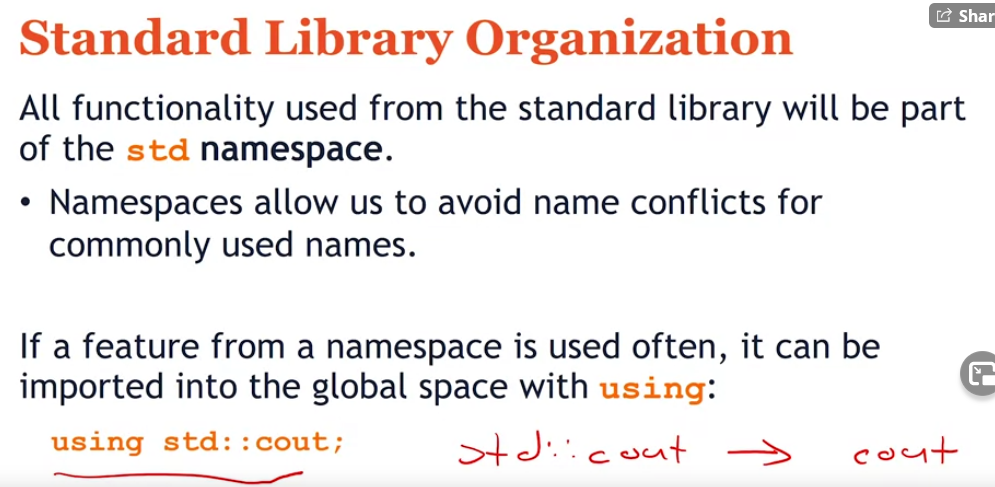 Shar
Standard Library Organization
All functionality used from the standard library will be part
of the std namespace.
• Namespaces allow us to avoid name conflicts for
commonly used names.
If a feature from a namespace is used often, it can be
imported into the global space with using:
using std::cout;
std::cout → cout